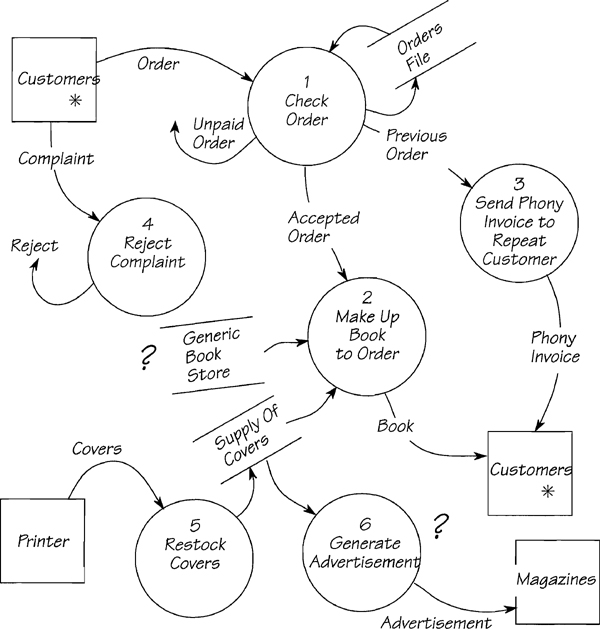 Customers
*
Order
1
Check
Order
Orders
File
Unpaid
Order
Previous
Order
Complaint
3
Send Phony
Invoice to
Repeat
Customer
4
Reject
Complaint
Reject
Accepted
Order
2
Make Up
Book
to Order
?
Generic
Book
Store
Phony
Invoice
Supply Of
Covers
Book
Customers
*
Covers
Printer
5
Restock
Covers
6
Generate
Advertisement
?
Magazines
Advertisement